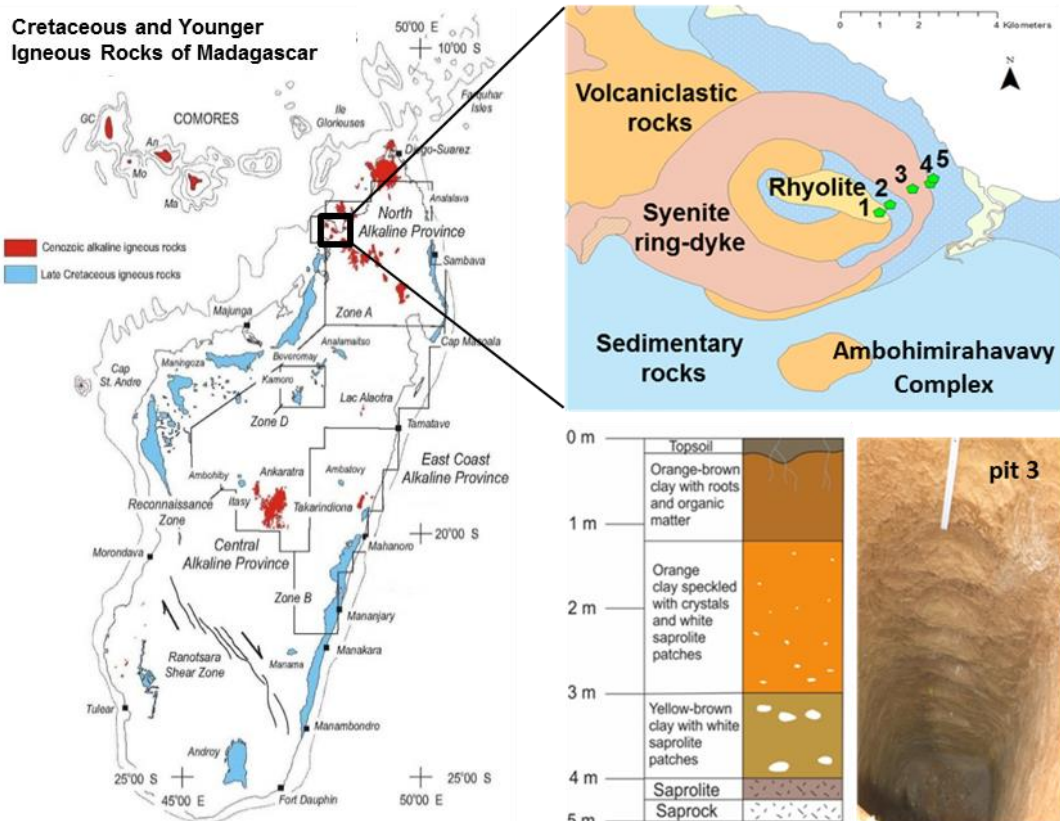 Cretaceous and Younger
Igneous Rocks of Madagascar
50°00 E
10°00 S
Farquhar
Isles
Ile
Glorieuses
COMORES
GC
An
Mo
Ma
Diego-Suarez
Analalava
North
Alkaline Province
Sambava
Cenozoic alkaline igneous rocks
Late Cretaceous igneous rocks
Majunga
Zone A
Cap Masoala
Cap
St. Andre
Maningoza
Beveromay
Analamaitso
Kamoro
Zone D
Lac Alaotra
Tamatave
Ambohiby
Ankaratra
Ambatovy
East Coast
Alkaline Province
Itasy
Takarindiona
Reconnaissance
Zone
Morondava
Central
Alkaline Province
Mahanoro
20°00 S
Zone B
Mananjary
Manakara
Manama
Ranotsara
Shear Zone
Tulear
Manambondro
Androy
25°00 S
45°00 E
Fort Dauphin
25°00 S
50°00 E
0 2 4
Kilometers
N
Volcaniclastic
rocks
Rhyolite
1
2
3
4
5
Syenite
ring-dyke
Sedimentary
rocks
Ambohimirahavavy
Complex
0 m
Topsoil
Orange-brown
clay with roots
and organic
matter
1 m
Orange
clay speckled
with crystals
and white
saprolite
patches
2 m
3 m
Yellow-brown
clay with white
saprolite
patches
4 m
Saprolite
Saprock
5 m
pit 3